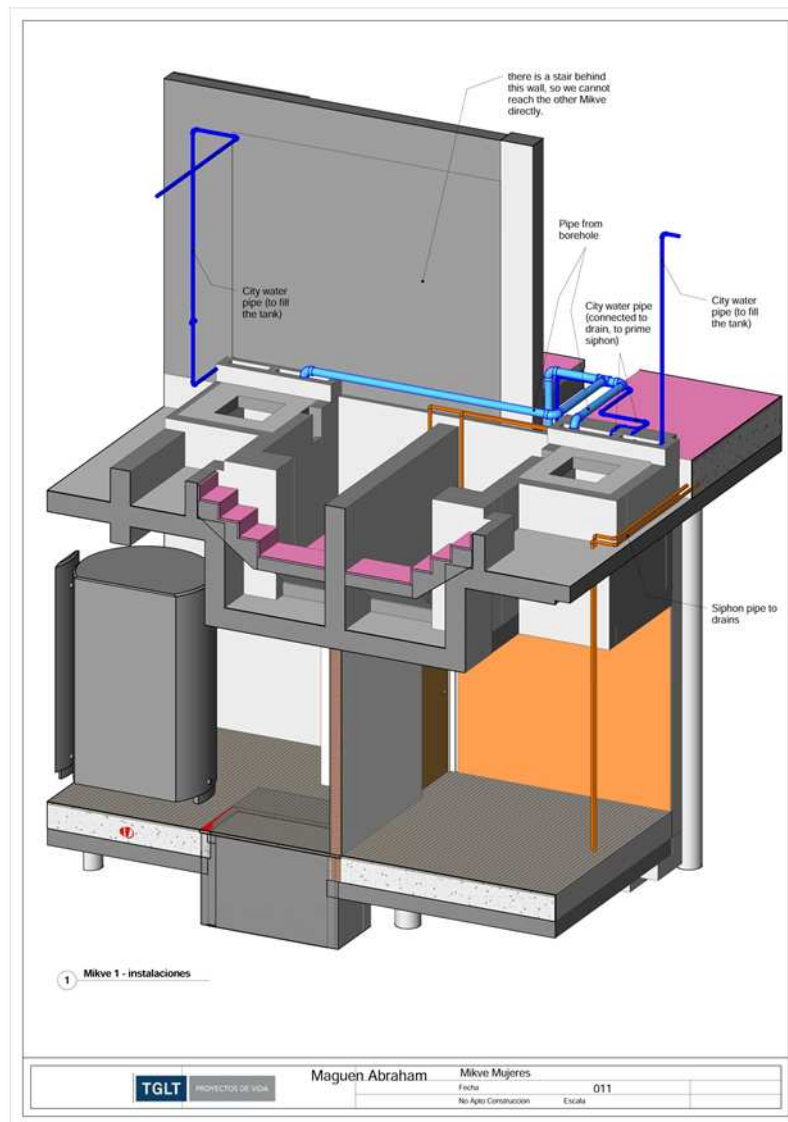 there is a stair behind
this wall, so we cannot
reach the other Mikve
directly.
Pipe from
borehole
City water
pipe (to fill
the tank)
City water pipe
(connected to
drain, to prime
siphon)
City water
pipe (to fill
the tank)
Siphon pipe to
drains
1 Mikve 1 - instalaciones
TGLT PROYECTOS DE VIDA
Maguen Abraham
Mikve Mujeres
Fecha 011
No Apto Construccion Escala